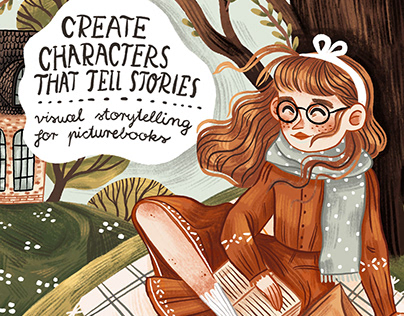 CREATE
CHARACTERS
THAT TELL STORIES
visual storytelling
for picturebooks